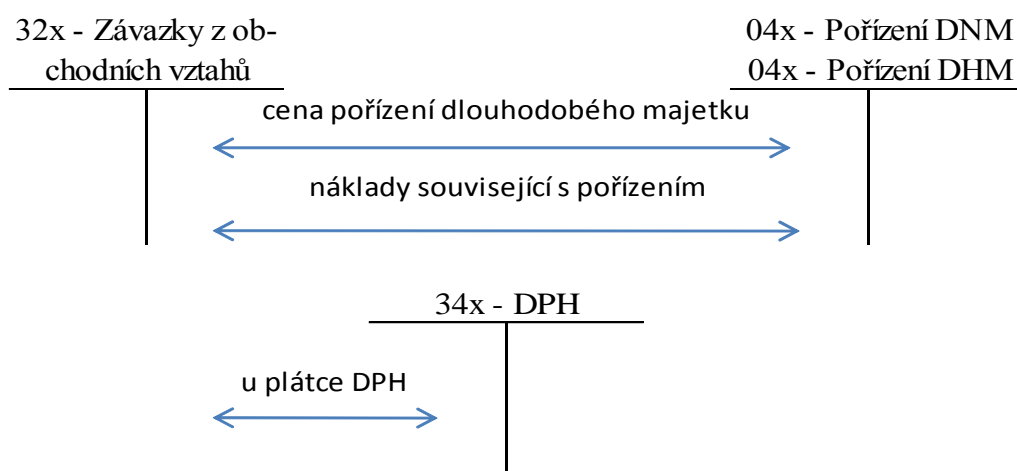 32x - Závazky z ob-
chodních vztahů
04x - Pořízení DNM
04x - Pořízení DHM
cena pořízení dlouhodobého majetku
náklady související s pořízením
34x - DPH
u plátce DPH